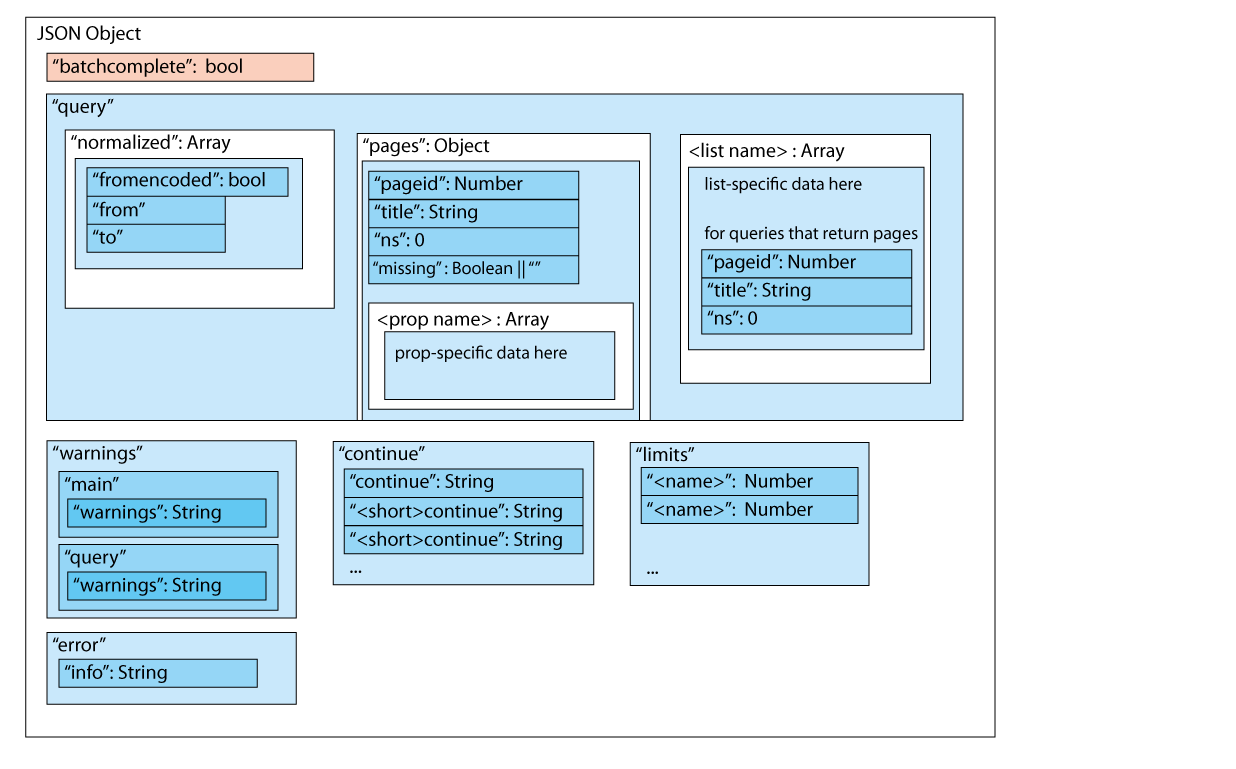 JSON Object
“batchcomplete”: bool
“query”
“normalized”: Array
“fromencoded”: bool
“from”
“to”
“pages”: Object
“pageid”: Number
“title”: String
“ns”: 0
“missing” : Boolean || “”
<prop name> : Array
prop-specific data here
<list name> : Array
list-specific data here
for queries that return pages
“pageid”: Number
“title”: String
“ns”: 0
“warnings”
“main”
“warnings”: String
“query”
“warnings”: String
“continue”
“continue”: String
“<short>continue”: String
“<short>continue”: String
...
“limits”
“<name>”: Number
“<name>”: Number
...
“error”
“info”: String